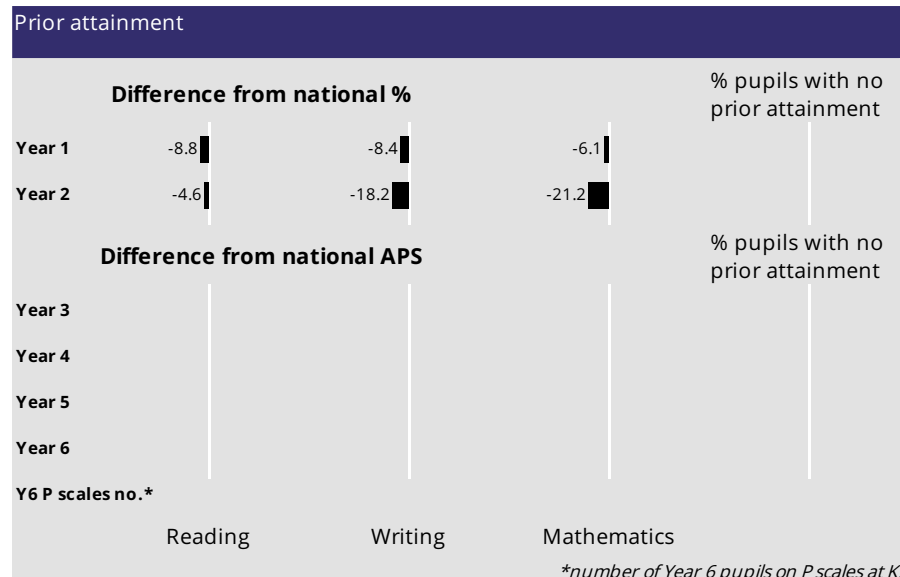 Prior attainment
Difference from national %
% pupils with no
prior attainment
Year 1 -8.8 -8.4 -6.1
Year 2 -4.6 -18.2 -21.2
Difference from national APS
% pupils with no
prior attainment
Year 3
Year 4
Year 5
Year 6
Y6 P scales no.*
Reading Writing Mathematics
*number of Year 6 pupils on P scales at